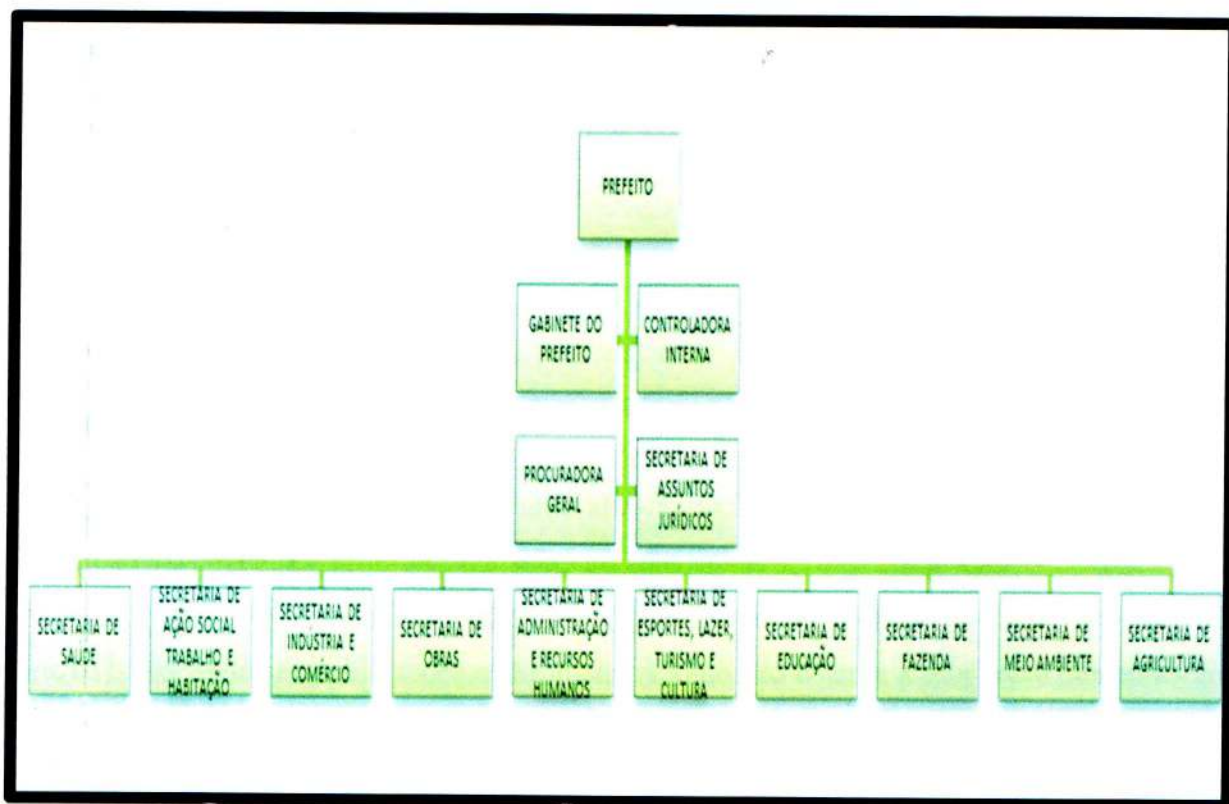 PREFEITO
GABINETE DO
PREFEITO
CONTROLADORA
INTERNA
PROCURADORA
GERAL
SECRETARIA DE
ASSUNTOS
JURÍDICOS
SECRETARIA DE
SAUDE
SECRETARIA DE
AÇÃO SOCIAL
TRABALHO E
HABITAÇÃO
SECRETARIA DE
INDÚSTRIA E
COMÉRCIO
SECRETARIA DE
OBRAS
SECRETARIA DE
ADMINISTRAÇÃO
E RECURSOS
HUMANOS
SECRETARIA DE
ESPORTES, LAZER,
TURISMO E
CULTURA
SECRETARIA DE
EDUCAÇÃO
SECRETARIA DE
FAZENDA
SECRETARIA DE
MEIO AMBIENTE
SECRETARIA DE
AGRICULTURA